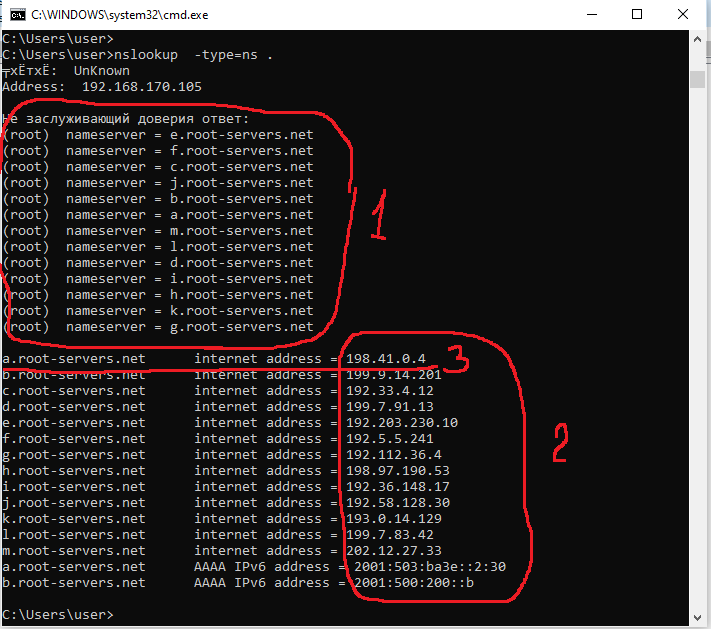 C:\WINDOWS\system32\cmd.exe
C:\Users\user>
C:\Users\user>nslookup  -type=ns .
╤хЁтхЁ:  UnKnown
Address:  192.168.170.105
Не заслуживающий доверия ответ:
(root)  nameserver = e.root-servers.net
(root)  nameserver = f.root-servers.net
(root)  nameserver = c.root-servers.net
(root)  nameserver = j.root-servers.net
(root)  nameserver = b.root-servers.net
(root)  nameserver = a.root-servers.net
(root)  nameserver = m.root-servers.net
(root)  nameserver = l.root-servers.net
(root)  nameserver = d.root-servers.net
(root)  nameserver = i.root-servers.net
(root)  nameserver = h.root-servers.net
(root)  nameserver = k.root-servers.net
(root)  nameserver = g.root-servers.net
1
a.root-servers.net      internet address = 198.41.0.4
3
b.root-servers.net      internet address = 199.9.14.201
c.root-servers.net      internet address = 192.33.4.12
d.root-servers.net      internet address = 199.7.91.13
e.root-servers.net      internet address = 192.203.230.10
f.root-servers.net      internet address = 192.5.5.241
g.root-servers.net      internet address = 192.112.36.4
h.root-servers.net      internet address = 198.97.190.53
i.root-servers.net      internet address = 192.36.148.17
j.root-servers.net      internet address = 192.58.128.30
k.root-servers.net      internet address = 193.0.14.129
l.root-servers.net      internet address = 199.7.83.42
m.root-servers.net      internet address = 202.12.27.33
a.root-servers.net      AAAA IPv6 address = 2001:503:ba3e::2:30
b.root-servers.net      AAAA IPv6 address = 2001:500:200::b
2
C:\Users\user>